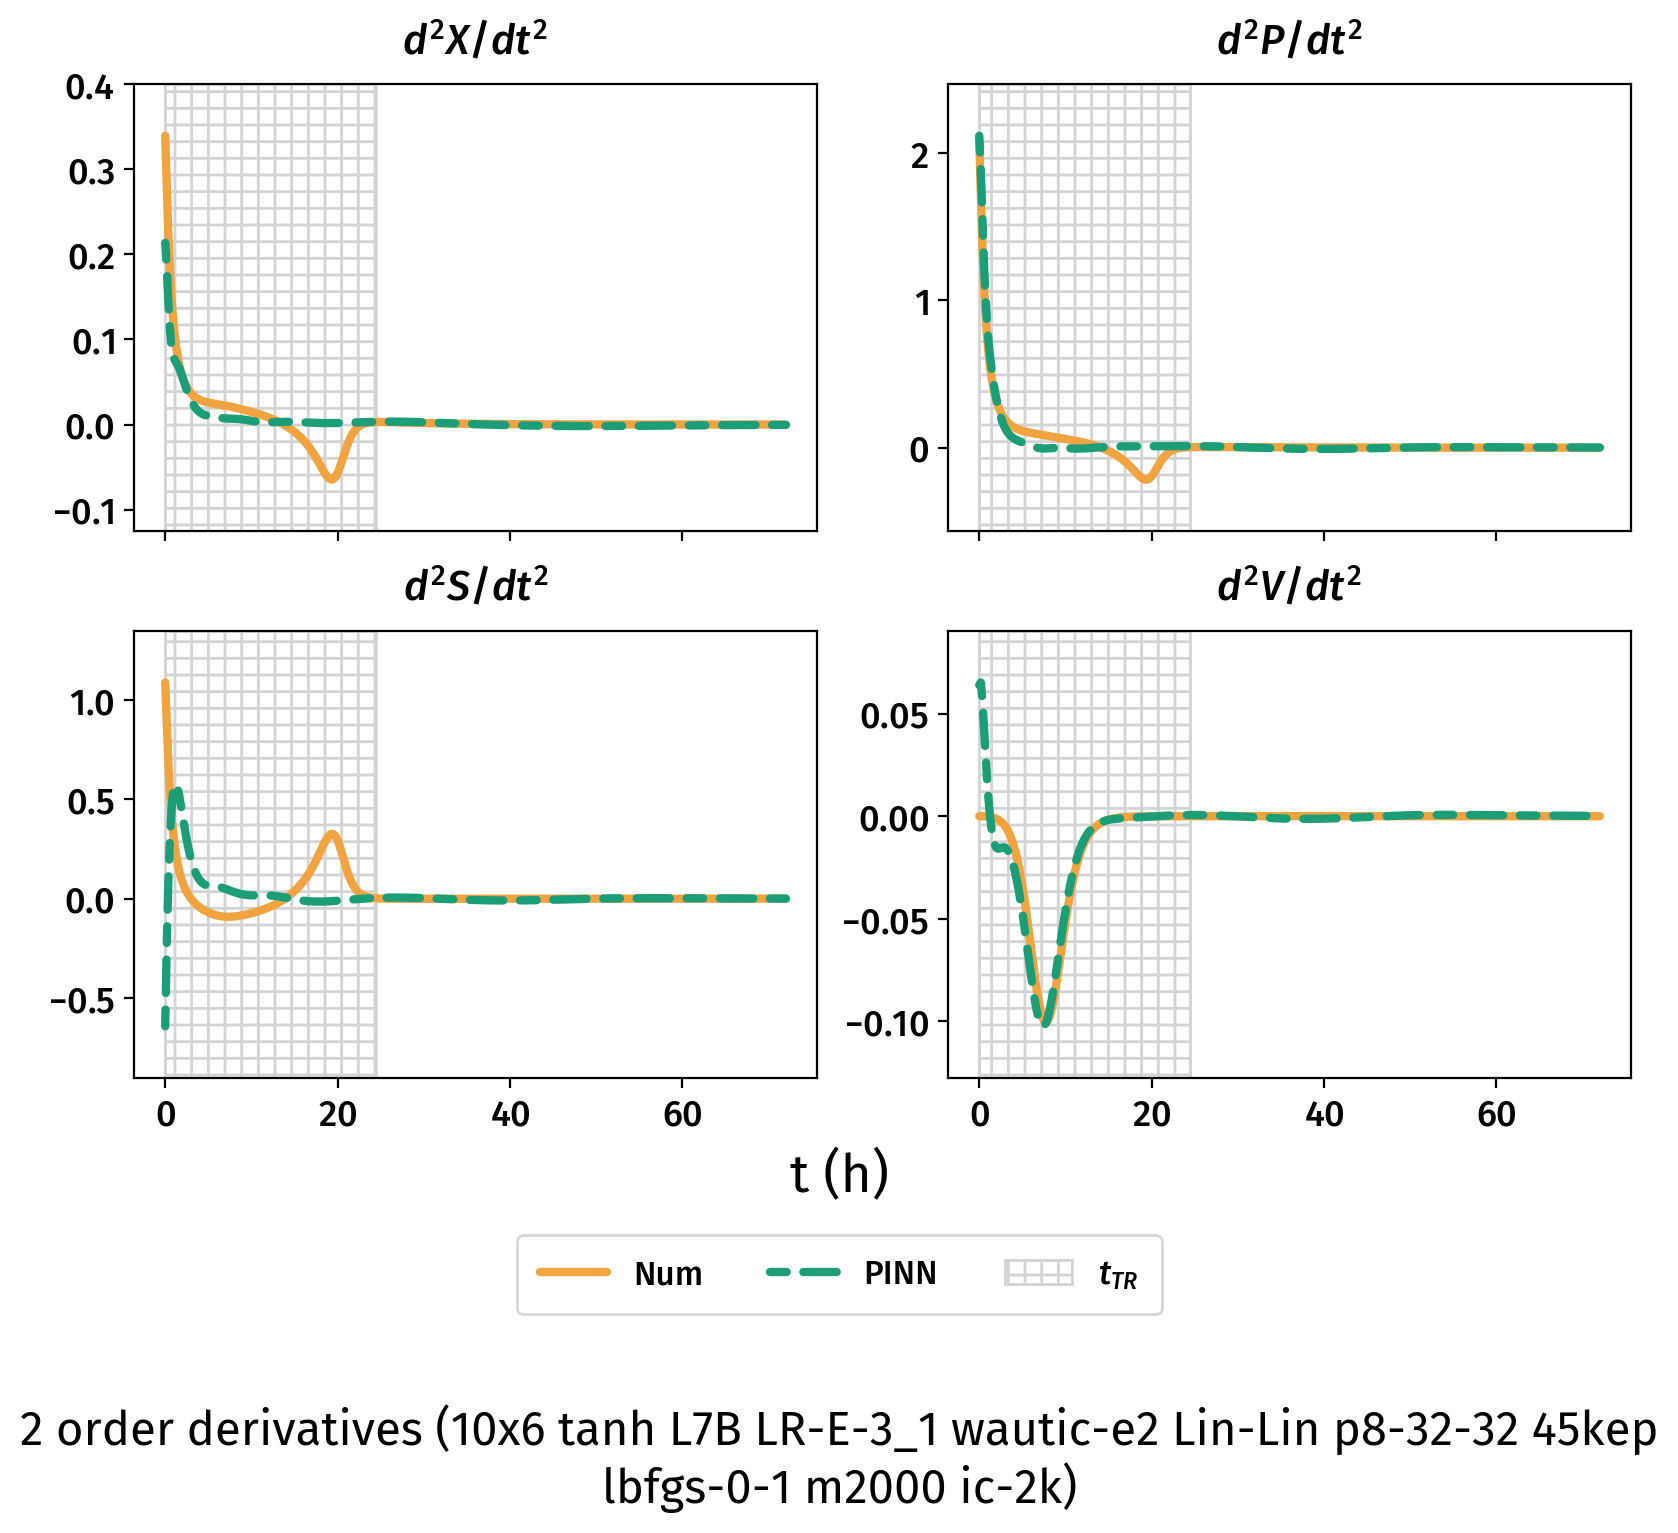 d²X/dt²
d²P/dt²
0.4
0.3
0.2
0.1
0.0
−0.1
2
1
0
d²S/dt²
d²V/dt²
1.0
0.5
0.0
−0.5
0.05
0.00
−0.05
−0.10
0 20 40 60
0 20 40 60
t (h)
Num PINN t_TR
2 order derivatives (10x6 tanh L7B LR-E-3_1 wautic-e2 Lin-Lin p8-32-32 45kep
lbfgs-0-1 m2000 ic-2k)